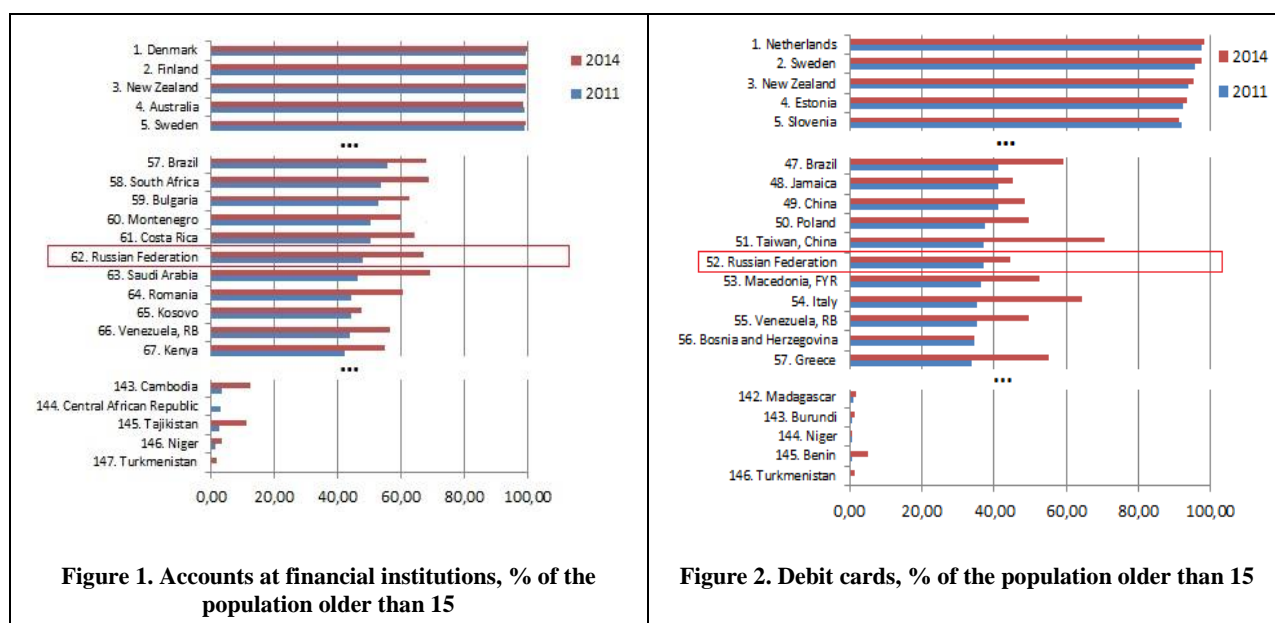 1. Denmark
2. Finland
3. New Zealand
4. Australia
5. Sweden
...
57. Brazil
58. South Africa
59. Bulgaria
60. Montenegro
61. Costa Rica
62. Russian Federation
63. Saudi Arabia
64. Romania
65. Kosovo
66. Venezuela, RB
67. Kenya
...
143. Cambodia
144. Central African Republic
145. Tajikistan
146. Niger
147. Turkmenistan
0,00 20,00 40,00 60,00 80,00 100,00
2014
2011
Figure 1. Accounts at financial institutions, % of the
population older than 15
1. Netherlands
2. Sweden
3. New Zealand
4. Estonia
5. Slovenia
...
47. Brazil
48. Jamaica
49. China
50. Poland
51. Taiwan, China
52. Russian Federation
53. Macedonia, FYR
54. Italy
55. Venezuela, RB
56. Bosnia and Herzegovina
57. Greece
...
142. Madagascar
143. Burundi
144. Niger
145. Benin
146. Turkmenistan
0,00 20,00 40,00 60,00 80,00 100,00
2014
2011
Figure 2. Debit cards, % of the population older than 15